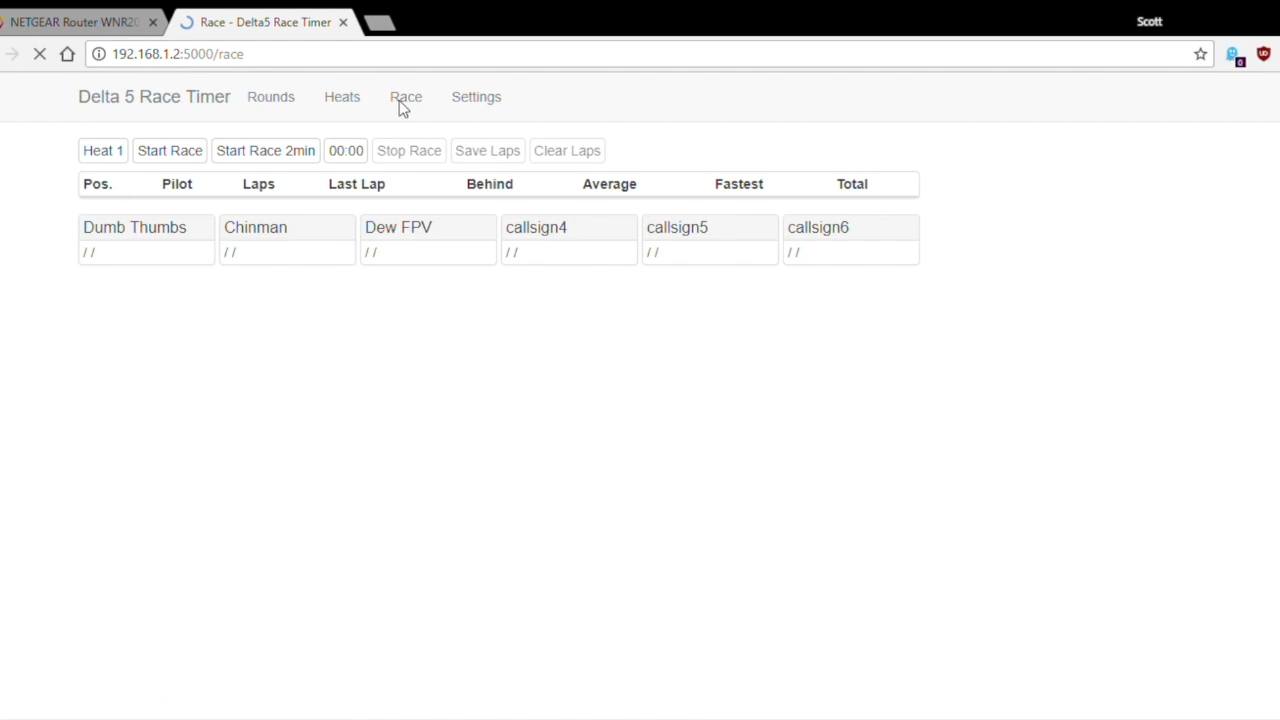 NETGEAR Router WNR20
Race - Delta5 Race Timer
Scott
192.168.1.2:5000/race
0
Delta 5 Race Timer Rounds Heats Race Settings
Heat 1 Start Race Start Race 2min 00:00 Stop Race Save Laps Clear Laps
Pos. Pilot Laps Last Lap Behind Average Fastest Total
Dumb Thumbs Chinman Dew FPV callsign4 callsign5 callsign6
/ / / / / / / / / / / /